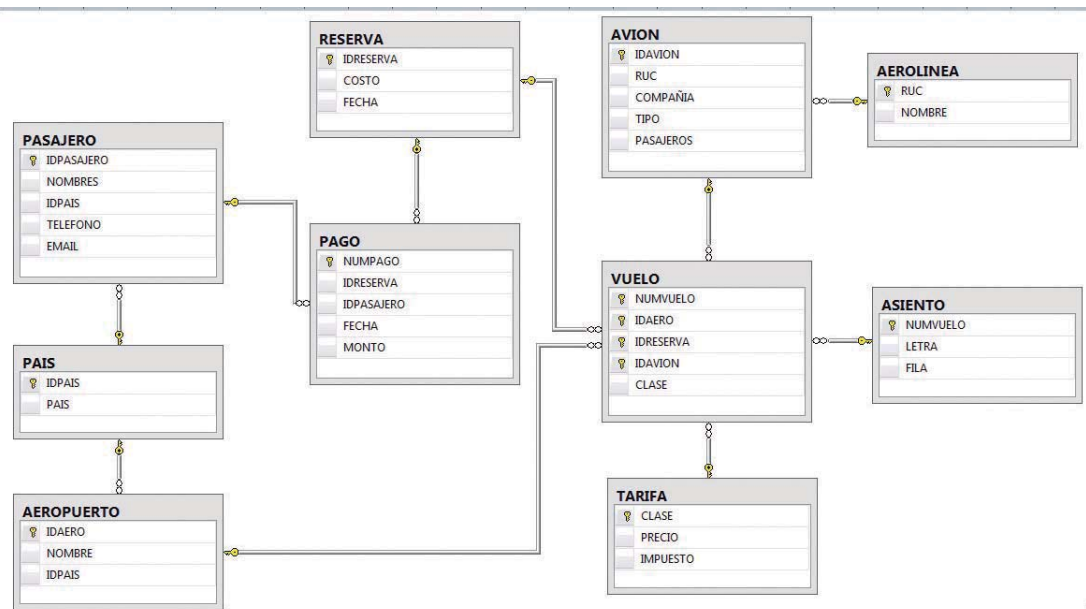 RESERVA
IDRESERVA
COSTO
FECHA
AVION
IDAVION
RUC
COMPAÑIA
TIPO
PASAJEROS
AEROLINEA
RUC
NOMBRE
PASAJERO
IDPASAJERO
NOMBRES
IDPAIS
TELEFONO
EMAIL
PAGO
NUMPAGO
IDRESERVA
IDPASAJERO
FECHA
MONTO
VUELO
NUMVUELO
IDAERO
IDRESERVA
IDAVION
CLASE
ASIENTO
NUMVUELO
LETRA
FILA
PAIS
IDPAIS
PAIS
AEROPUERTO
IDAERO
NOMBRE
IDPAIS
TARIFA
CLASE
PRECIO
IMPUESTO